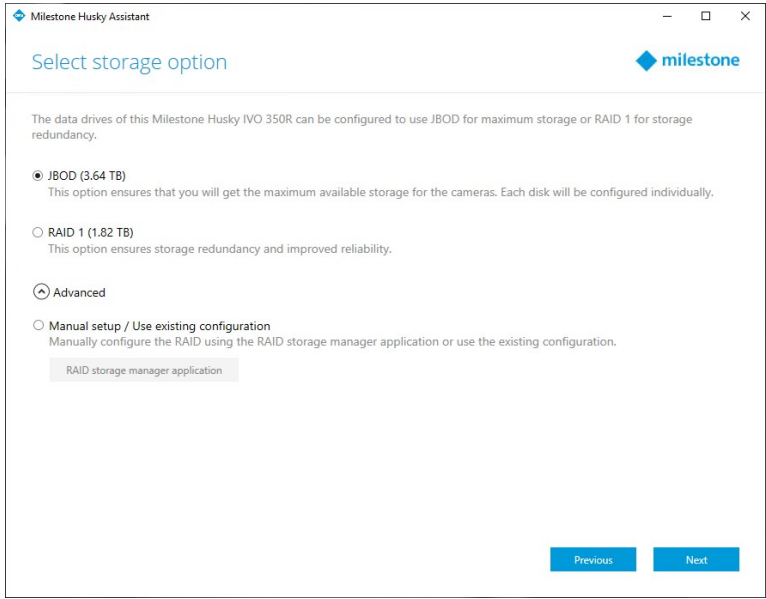 Milestone Husky Assistant
Select storage option
milestone
The data drives of this Milestone Husky IVO 350R can be configured to use JBOD for maximum storage or RAID 1 for storage
redundancy.
JBOD (3.64 TB)
This option ensures that you will get the maximum available storage for the cameras. Each disk will be configured individually.
RAID 1 (1.82 TB)
This option ensures storage redundancy and improved reliability.
Advanced
Manual setup / Use existing configuration
Manually configure the RAID using the RAID storage manager application or use the existing configuration.
RAID storage manager application
Previous
Next